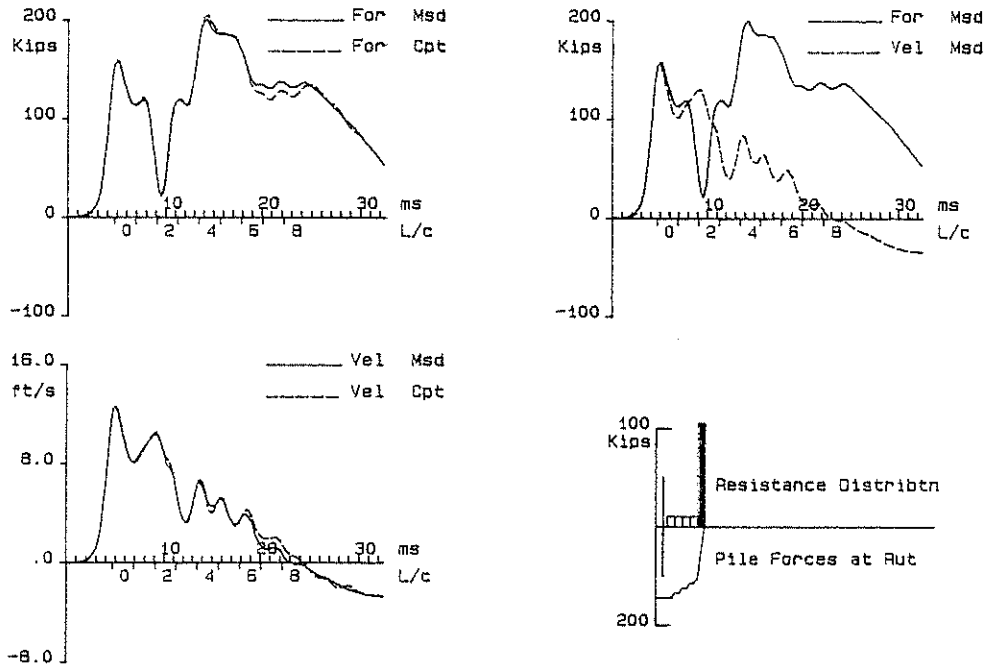 200
Kips
100
0
-100
10 20 30 ms
0 2 4 6 8 L/c
For Msd
For Cpt
200
Kips
100
0
-100
10 20 30 ms
0 2 4 6 8 L/c
For Msd
Vel Msd
16.0
ft/s
8.0
.0
-8.0
10 20 30 ms
0 2 4 6 8 L/c
Vel Msd
Vel Cpt
100
Kips
Resistance Distribtn
Pile Forces at Rut
200